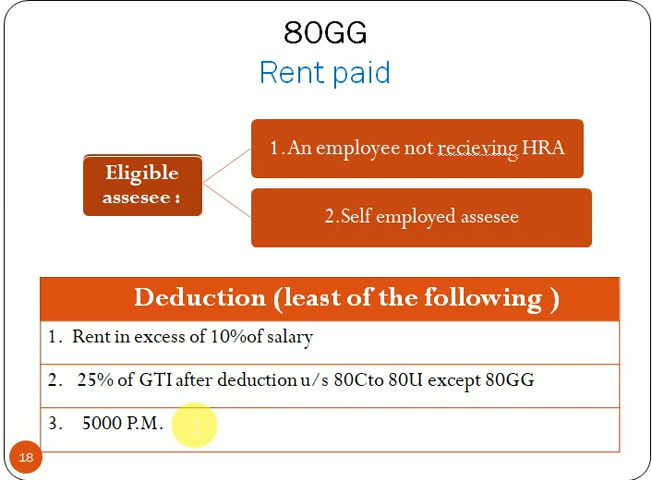 80GG
Rent paid
Eligible
assesee :
1.An employee not recieving HRA
2.Self employed assesee
Deduction (least of the following )
1. Rent in excess of 10%of salary
2. 25% of GTI after deduction u/s 80Cto 80U except 80GG
3. 5000 P.M.
18